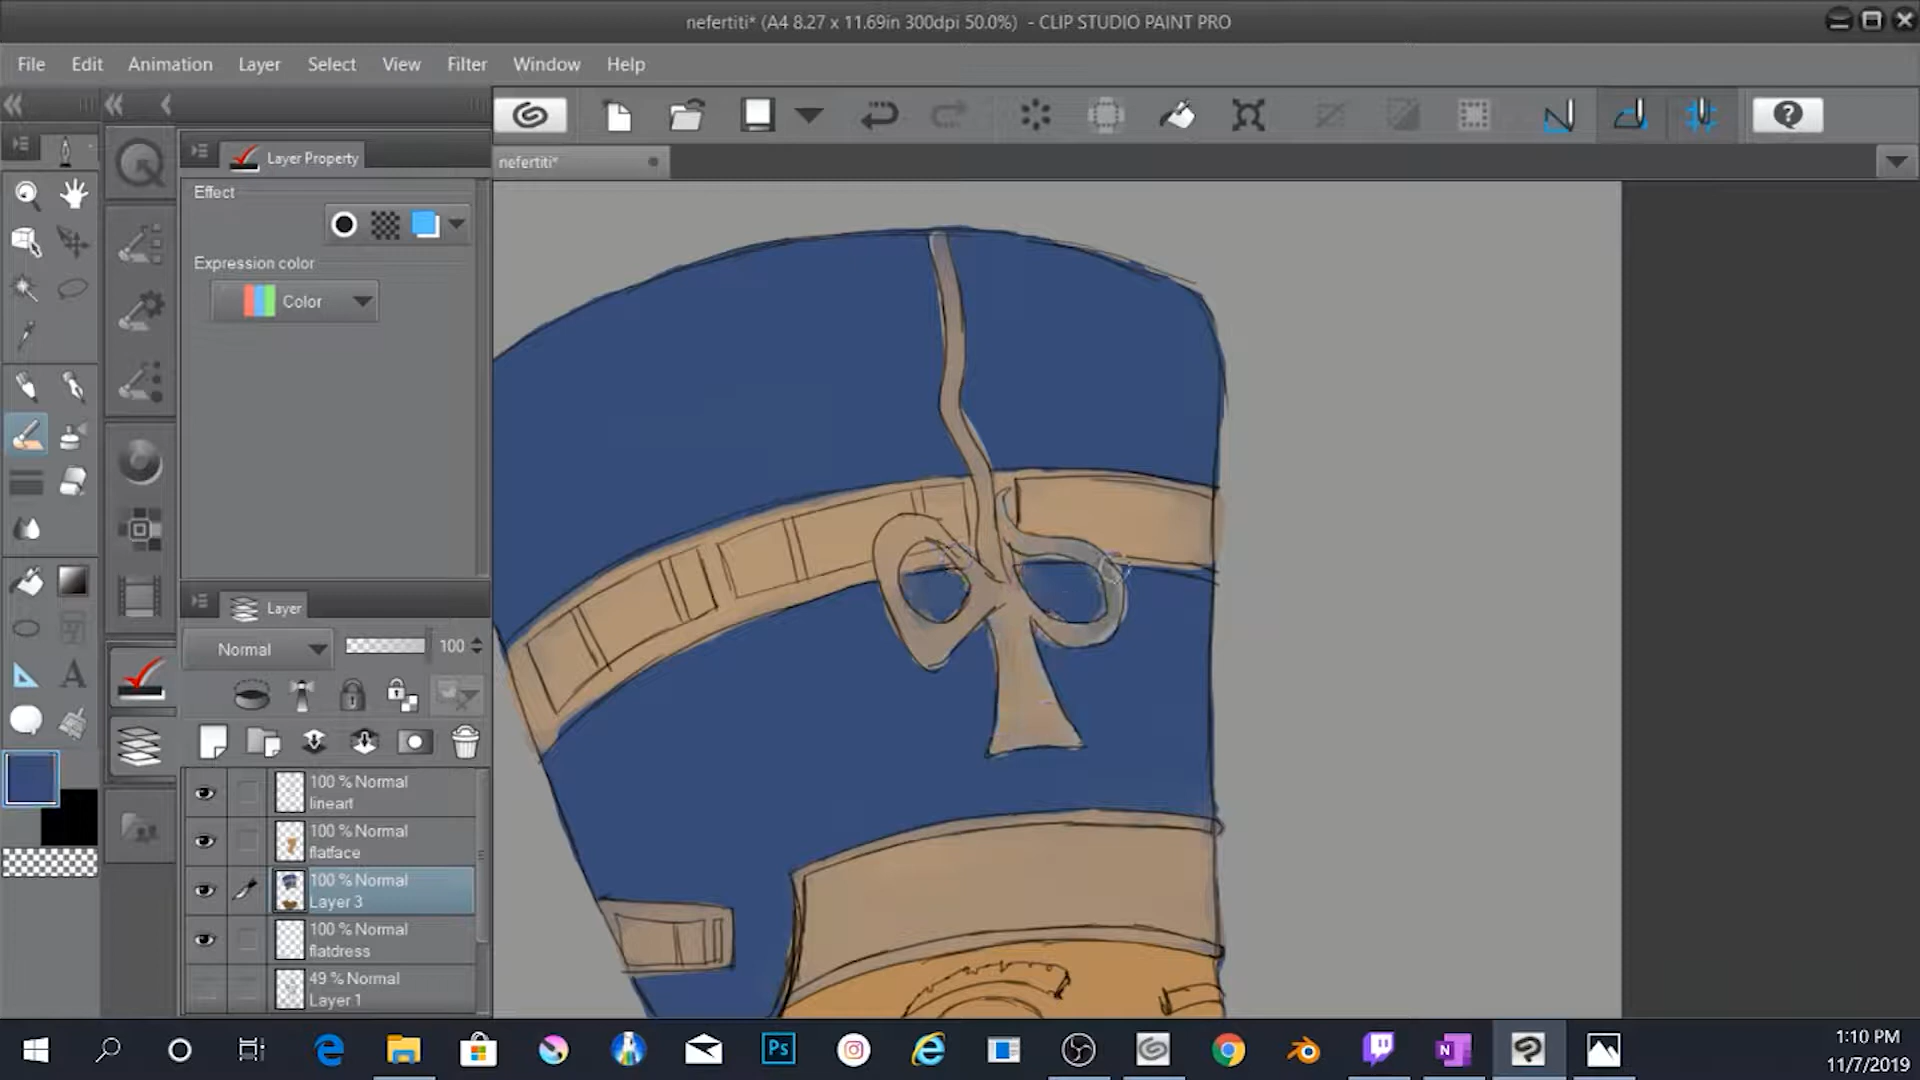 nefertiti* (A4 8.27 x 11.69in 300dpi 50.0%) - CLIP STUDIO PAINT PRO
File Edit Animation Layer Select View Filter Window Help
nefertiti*
Layer Property
Effect
Expression color
Color
Layer
Normal 100
100 % Normal
lineart
100 % Normal
flatface
100 % Normal
Layer 3
100 % Normal
flatdress
49 % Normal
Layer 1
Ps
1:10 PM
11/7/2019